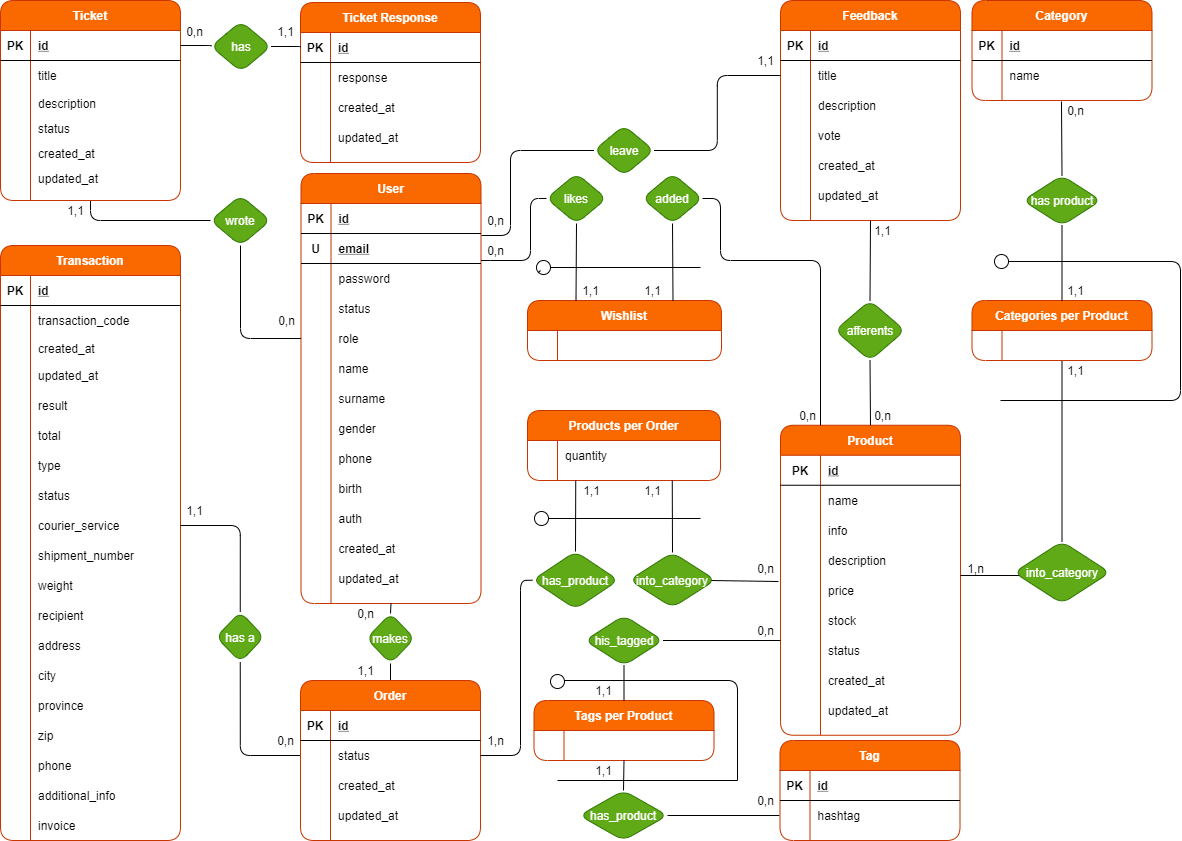 Ticket
PK id
title
description
status
created_at
updated_at
0,n
has
1,1
Ticket Response
PK id
response
created_at
updated_at
Feedback
PK id
title
description
vote
created_at
updated_at
Category
PK id
name
1,1
leave
0,n
1,1
wrote
0,n
User
PK id
U email
password
status
role
name
surname
gender
phone
birth
auth
created_at
updated_at
0,n
0,n
likes
added
1,1
1,1
Wishlist
1,1
afferents
0,n
0,n
has product
1,1
Categories per Product
1,1
Transaction
PK id
transaction_code
created_at
updated_at
result
total
type
status
courier_service
shipment_number
weight
recipient
address
city
province
zip
phone
additional_info
invoice
1,1
has a
0,n
Products per Order
quantity
1,1
1,1
has_product
into_category
0,n
Product
PK id
name
info
description
price
stock
status
created_at
updated_at
1,n
into_category
0,n
makes
1,1
Order
PK id
status
created_at
updated_at
1,n
his_tagged
0,n
1,1
Tags per Product
1,1
has_product
0,n
Tag
PK id
hashtag